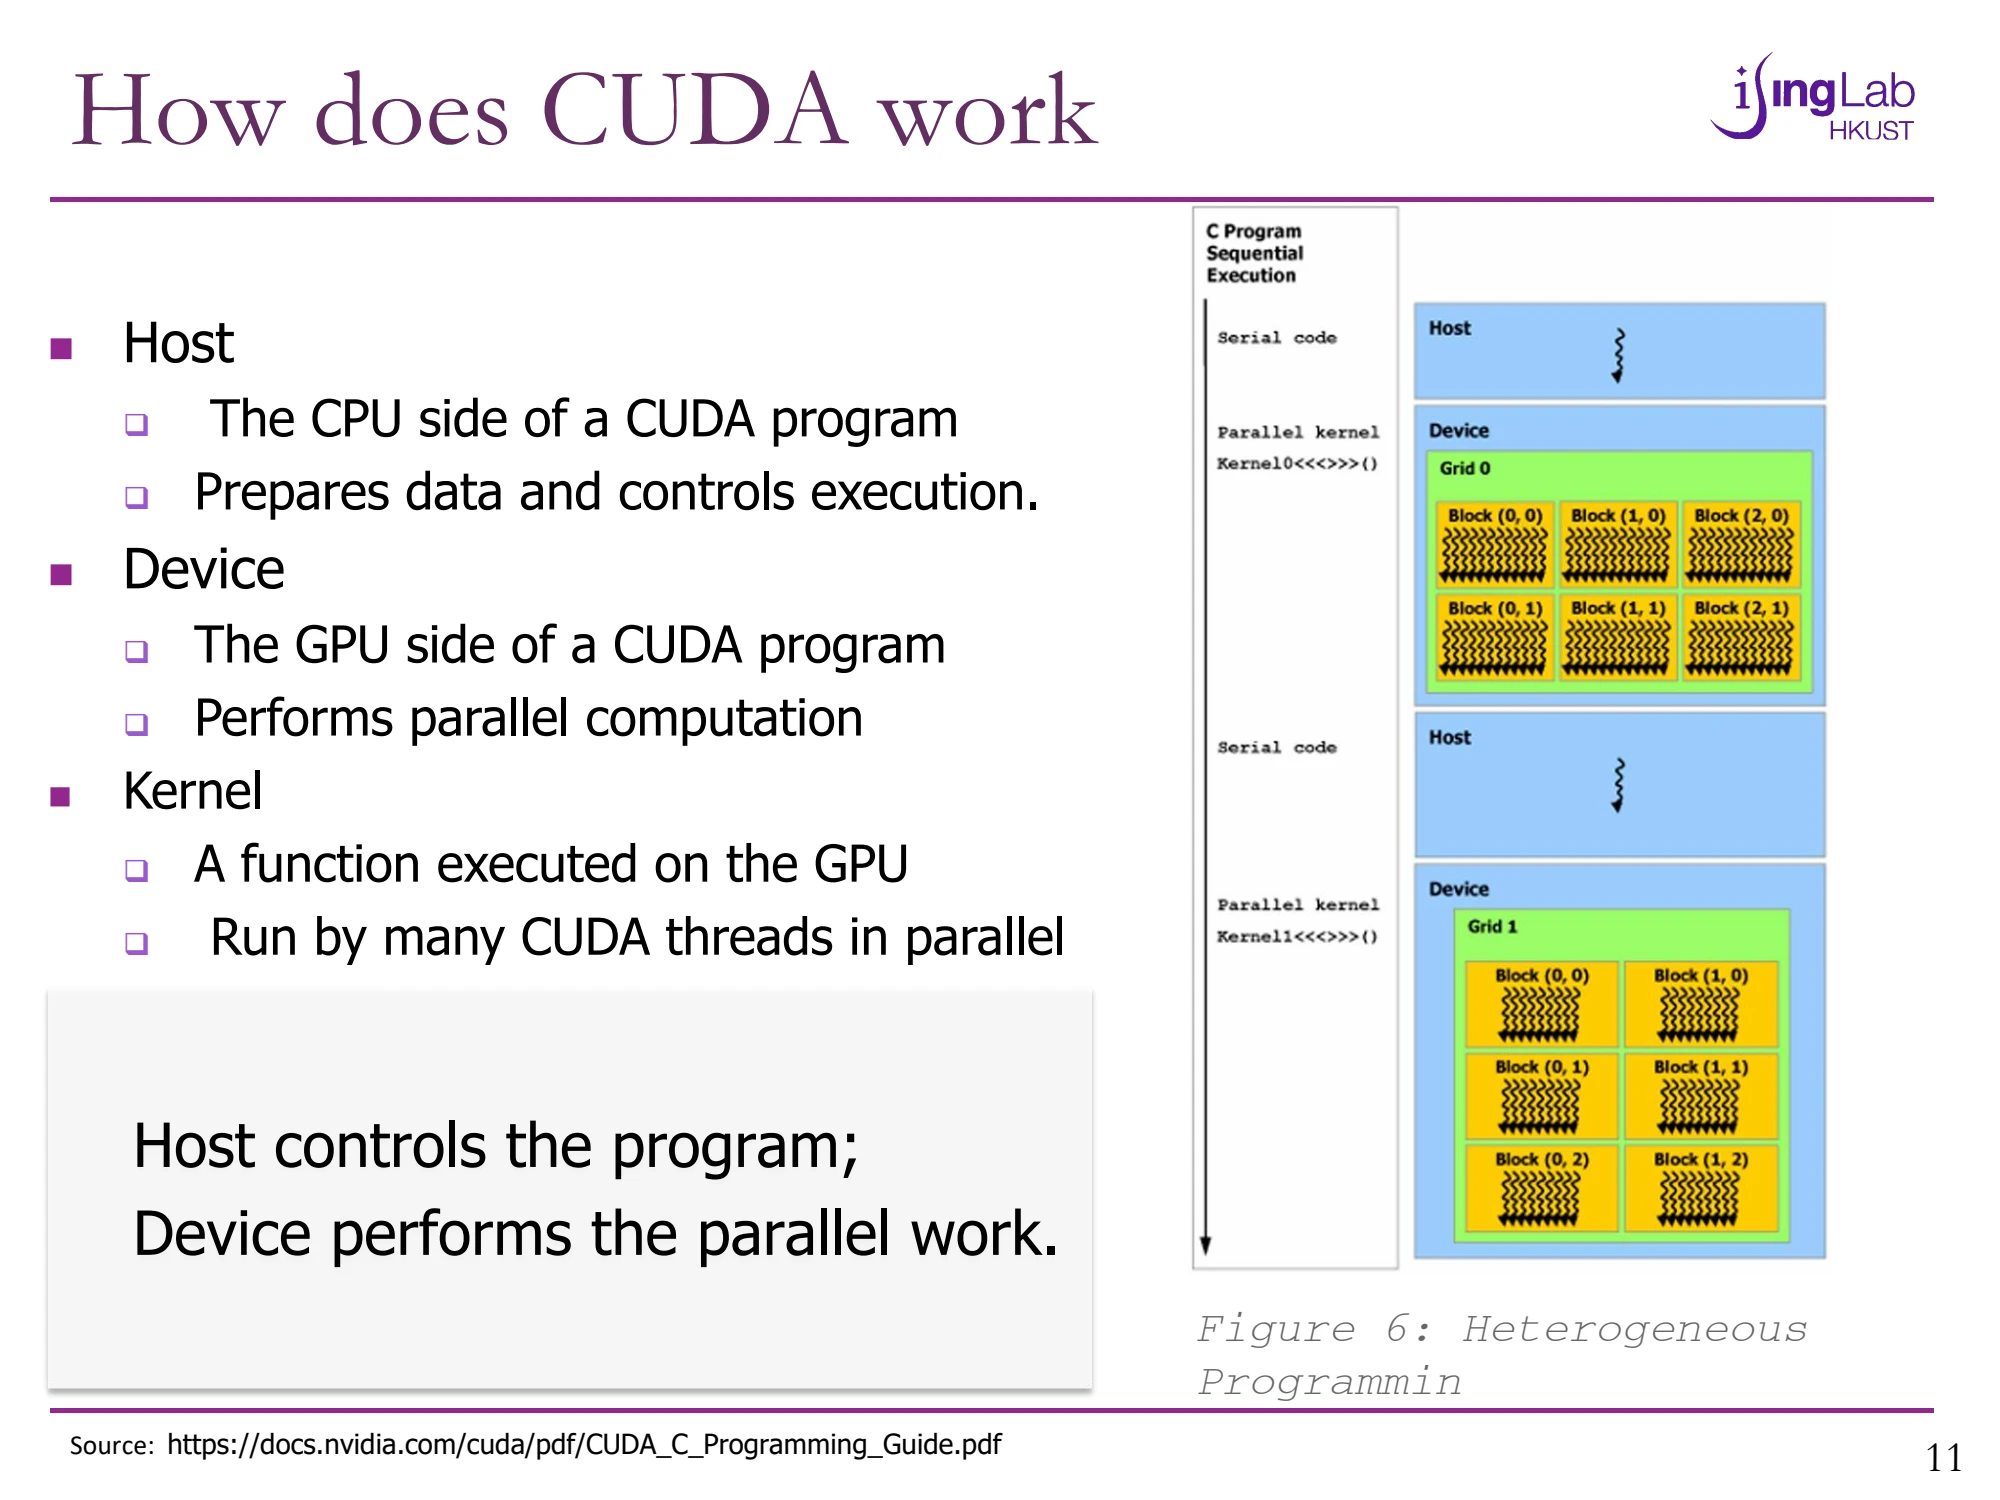 How does CUDA work
ising Lab
HKUST
Host
The CPU side of a CUDA program
Prepares data and controls execution.
Device
The GPU side of a CUDA program
Performs parallel computation
Kernel
A function executed on the GPU
Run by many CUDA threads in parallel
Host controls the program;
Device performs the parallel work.
C Program
Sequential
Execution
Serial code
Host
Parallel kernel
Kernel0<<<>>>()
Device
Grid 0
Block (0, 0) Block (1, 0) Block (2, 0)
Block (0, 1) Block (1, 1) Block (2, 1)
Serial code
Host
Parallel kernel
Kernel1<<<>>>()
Device
Grid 1
Block (0, 0) Block (1, 0)
Block (0, 1) Block (1, 1)
Block (0, 2) Block (1, 2)
Figure 6: Heterogeneous
Programmin
Source: https://docs.nvidia.com/cuda/pdf/CUDA_C_Programming_Guide.pdf
11